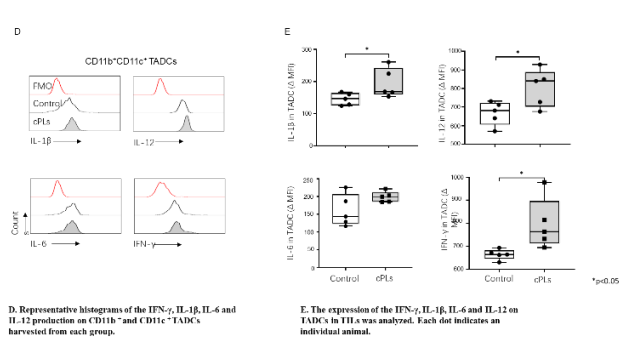 D
CD11b+CD11c+ TADCs
FMO
Control
cPLs
IL-1β
IL-12
Count
IL-6
IFN-γ
E
IL-1β in TADC (Δ MFI)
300
200
100
0
*
IL-12 in TADC (Δ MFI)
1000
900
800
700
600
500
*
IL-6 in TADC (Δ MFI)
250
200
150
100
50
0
Control
cPLs
IFN-γ in TADC (Δ
MFI)
1000
900
800
700
600
*
Control
cPLs
*p<0.05
D. Representative histograms of the IFN-γ, IL-1β, IL-6 and
IL-12 production on CD11b + and CD11c + TADCs
harvested from each group.
E. The expression of the IFN-γ, IL-1β, IL-6 and IL-12 on
TADCs in TILs was analyzed. Each dot indicates an
individual animal.